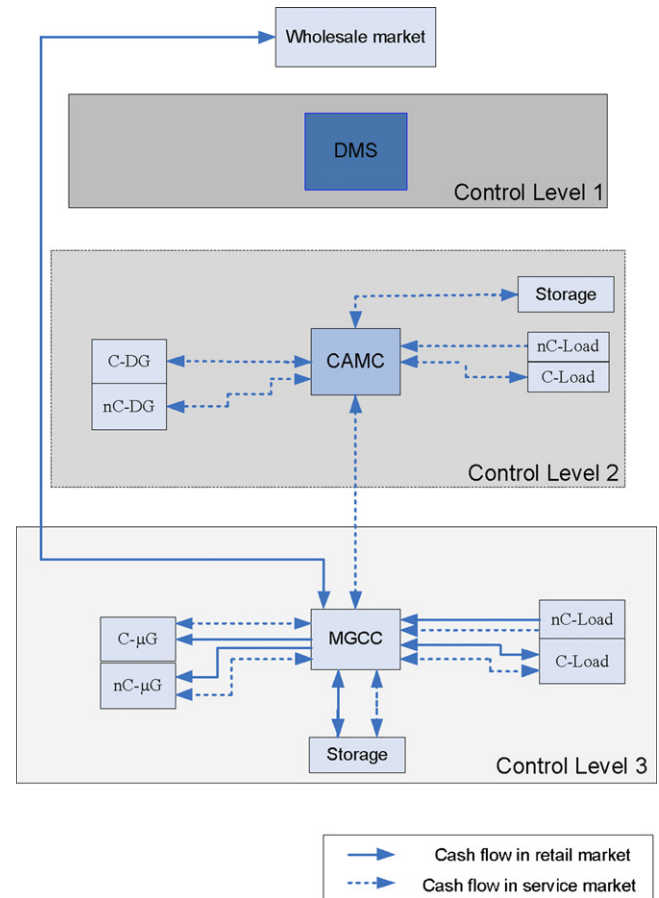 Wholesale market
DMS
Control Level 1
Storage
C-DG
nC-DG
CAMC
nC-Load
C-Load
Control Level 2
C-μG
nC-μG
MGCC
nC-Load
C-Load
Storage
Control Level 3
Cash flow in retail market
Cash flow in service market